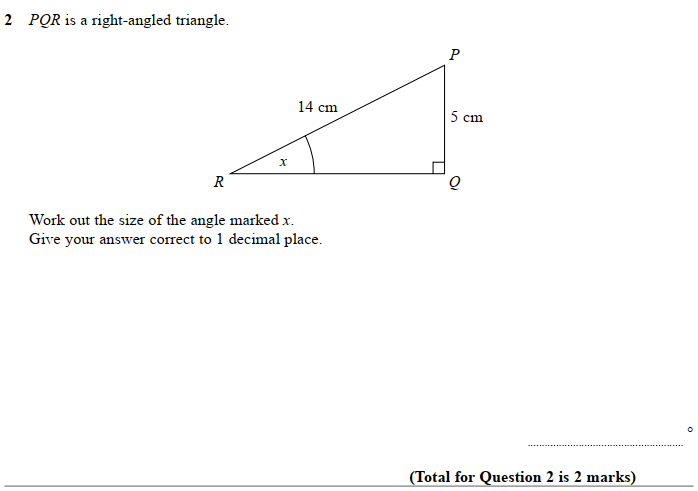 2 PQR is a right-angled triangle.
P
14 cm
5 cm
x
R
Q
Work out the size of the angle marked x.
Give your answer correct to 1 decimal place.
°
(Total for Question 2 is 2 marks)